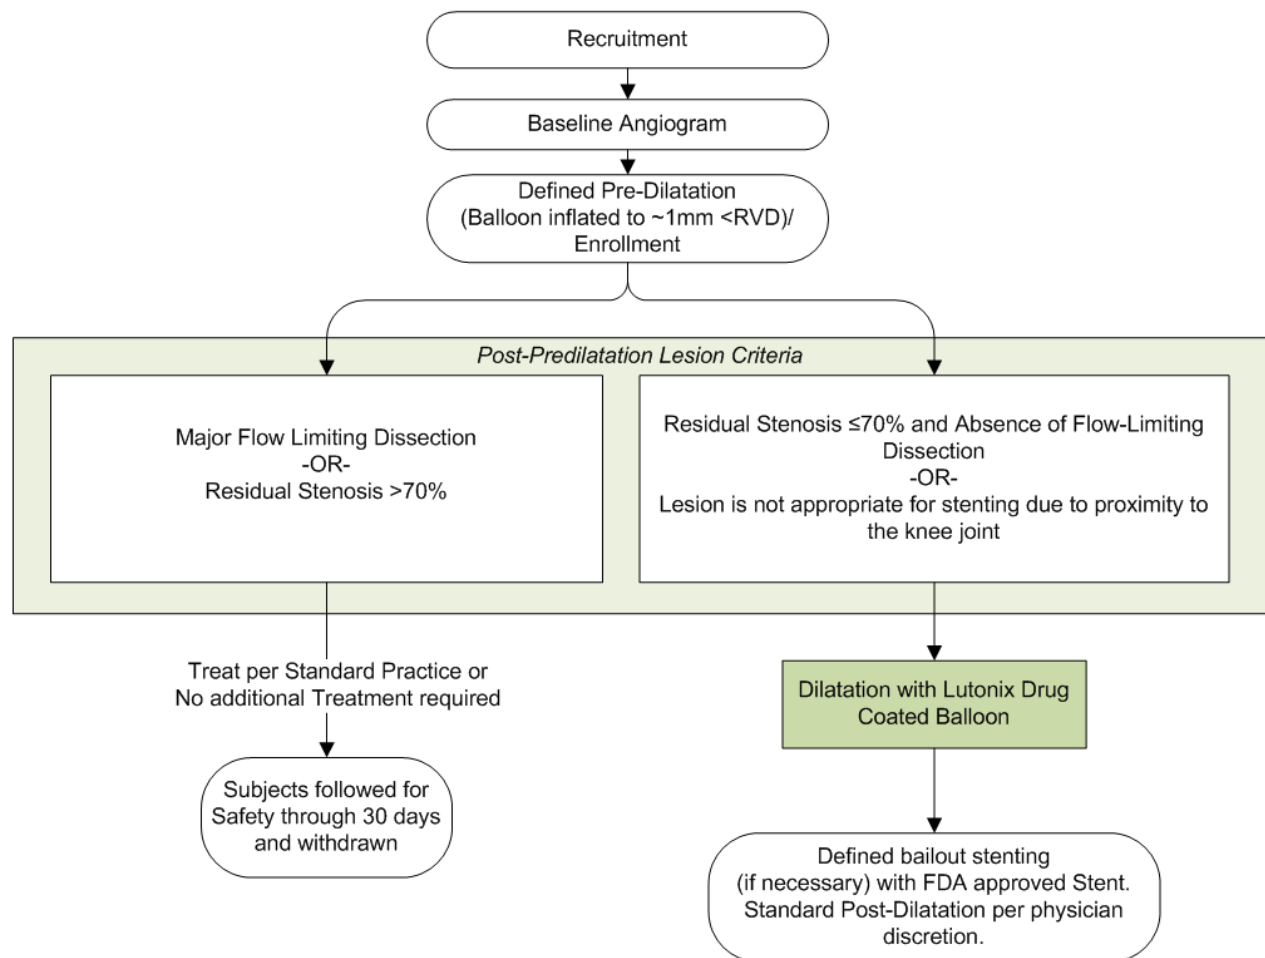 Recruitment
Baseline Angiogram
Defined Pre-Dilatation
(Balloon inflated to ~1mm <RVD)/
Enrollment
Post-Predilatation Lesion Criteria
Major Flow Limiting Dissection
-OR-
Residual Stenosis >70%
Residual Stenosis ≤70% and Absence of Flow-Limiting
Dissection
-OR-
Lesion is not appropriate for stenting due to proximity to
the knee joint
Treat per Standard Practice or
No additional Treatment required
Dilatation with Lutonix Drug
Coated Balloon
Subjects followed for
Safety through 30 days
and withdrawn
Defined bailout stenting
(if necessary) with FDA approved Stent.
Standard Post-Dilatation per physician
discretion.